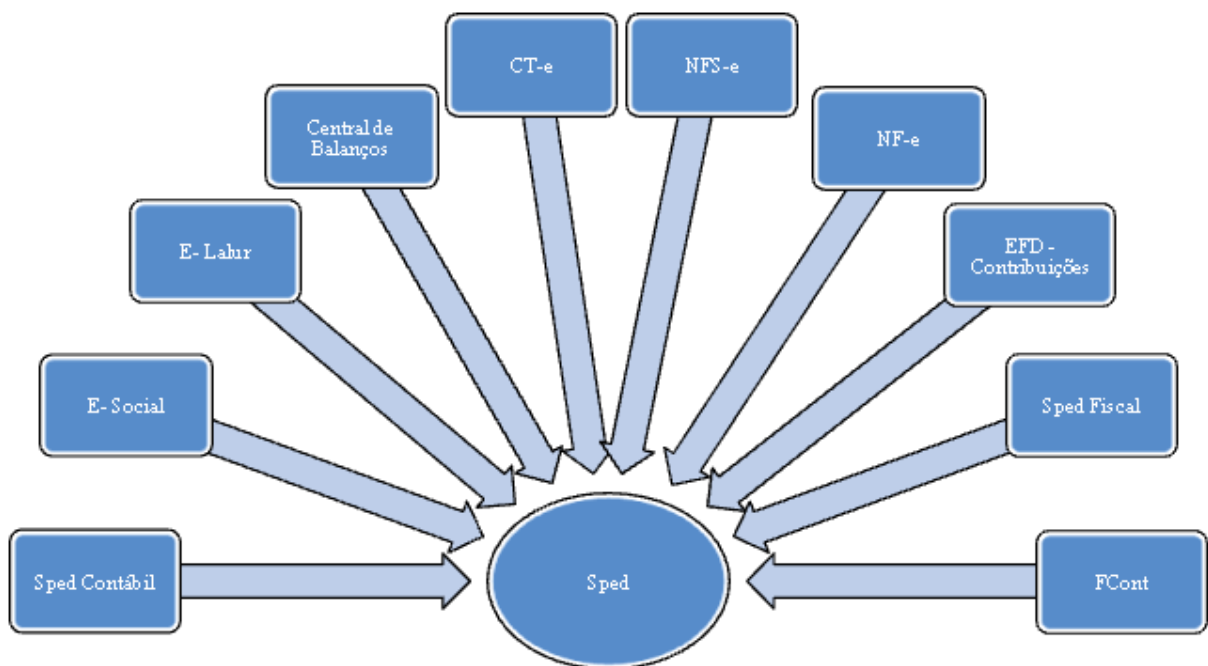 CT-e
NFS-e
Central de
Balanços
NF-e
E- Lalur
EFD -
Contribuições
E- Social
Sped Fiscal
Sped Contábil
Sped
FCont